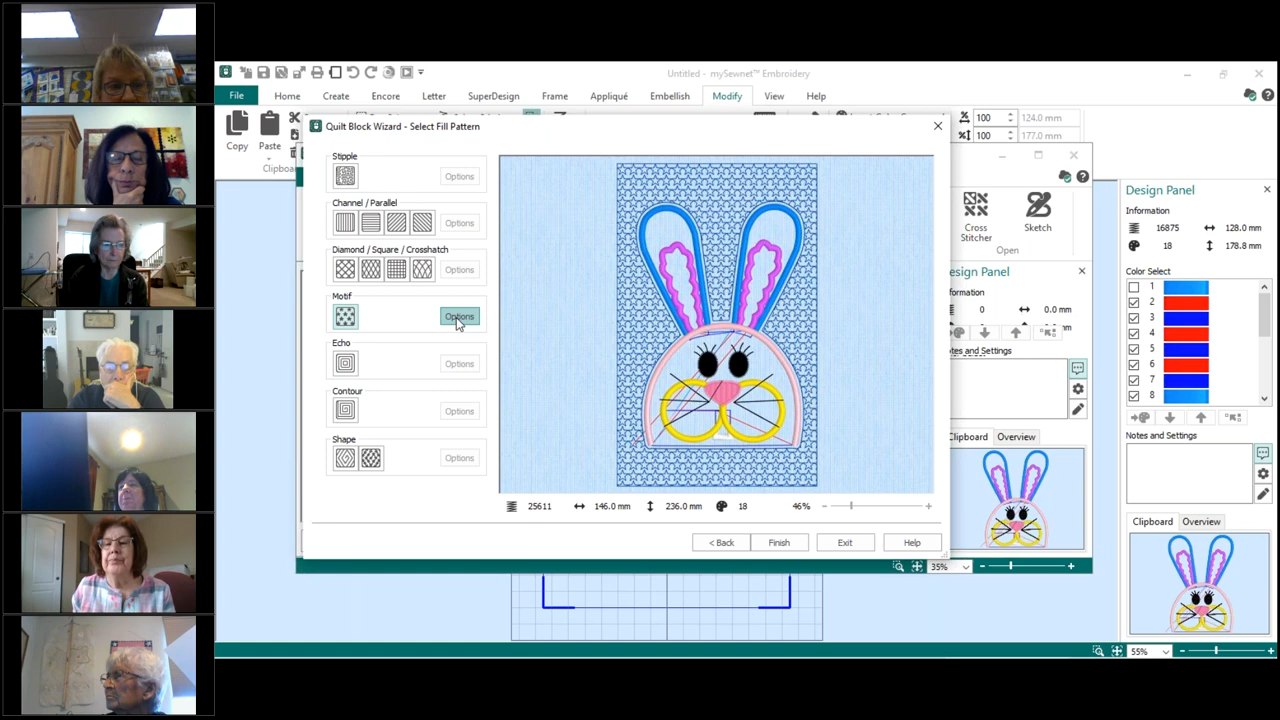 Untitled - mySewnet™ Embroidery
File Home Create Encore Letter SuperDesign Frame Appliqué Embellish Modify View Help
Copy
Paste
100 124.0 mm
100 177.0 mm
Quilt Block Wizard - Select Fill Pattern
Stipple
Options
Channel / Parallel
Options
Diamond / Square / Crosshatch
Options
Motif
Options
Echo
Options
Contour
Options
Shape
Options
25611 146.0 mm 236.0 mm 18 46%
< Back Finish Exit Help
Cross Stitcher
Sketch
Open
esign Panel
formation
0 0.0 mm
otes and Settings
Clipboard Overview
35%
Design Panel
Information
16875 128.0 mm
18 178.8 mm
Color Select
1
2
3
4
5
6
7
8
Notes and Settings
Clipboard Overview
55%